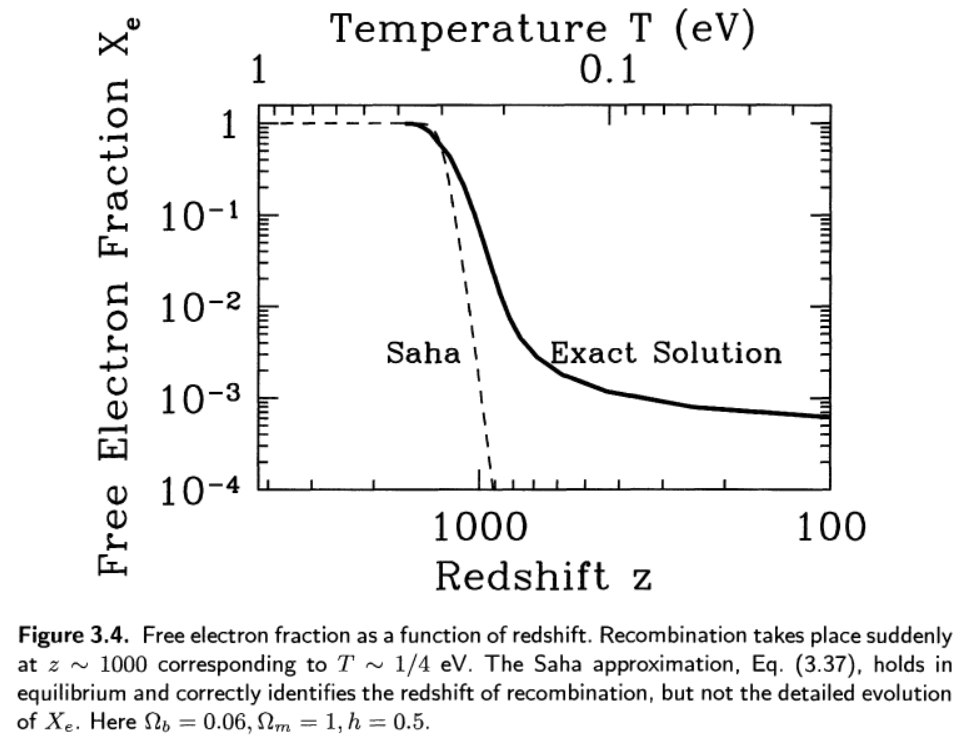 Temperature T (eV)
1 0.1
Free Electron Fraction Xₑ
1
10⁻¹
10⁻²
10⁻³
10⁻⁴
Saha Exact Solution
1000 100
Redshift z
Figure 3.4. Free electron fraction as a function of redshift. Recombination takes place suddenly
at z ∼ 1000 corresponding to T ∼ 1/4 eV. The Saha approximation, Eq. (3.37), holds in
equilibrium and correctly identifies the redshift of recombination, but not the detailed evolution
of Xₑ. Here Ω_b = 0.06, Ω_m = 1, h = 0.5.